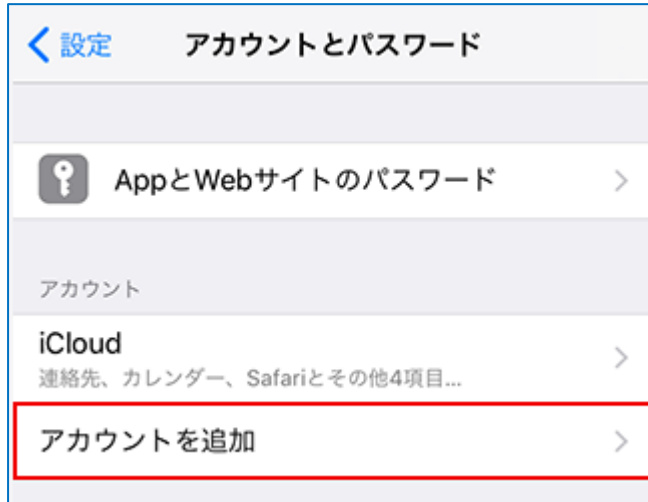 設定 アカウントとパスワード
AppとWebサイトのパスワード
アカウント
iCloud
連絡先、カレンダー、Safariとその他4項目...
アカウントを追加